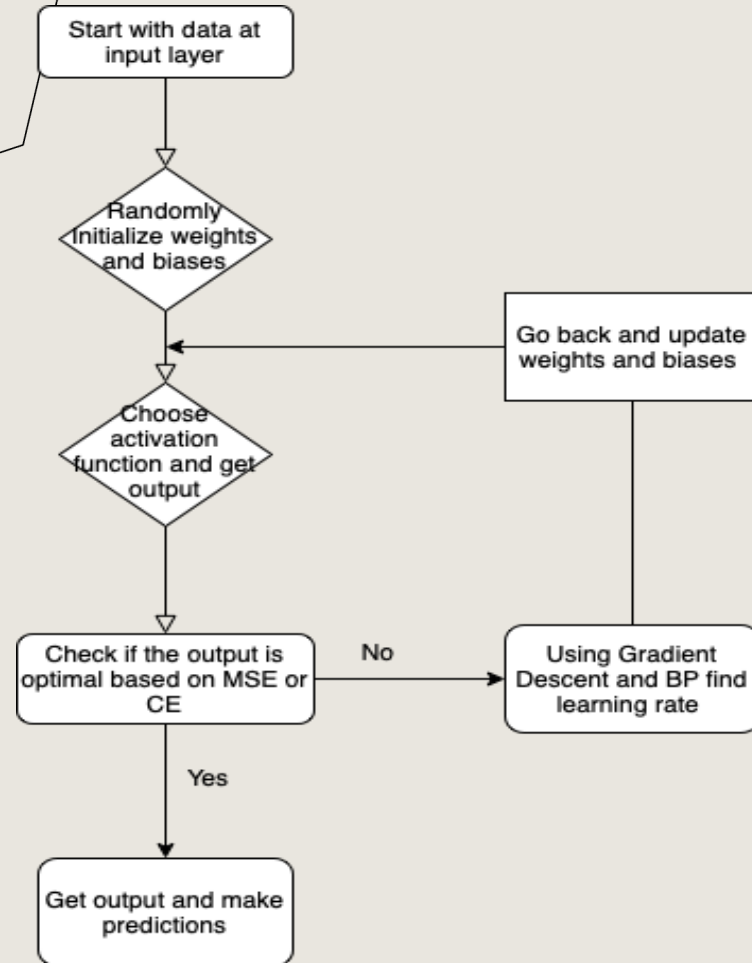 Start with data at
input layer
Randomly
Initialize weights
and biases
Go back and update
weights and biases
Choose
activation
function and get
output
Check if the output is
optimal based on MSE or
CE
No
Using Gradient
Descent and BP find
learning rate
Yes
Get output and make
predictions